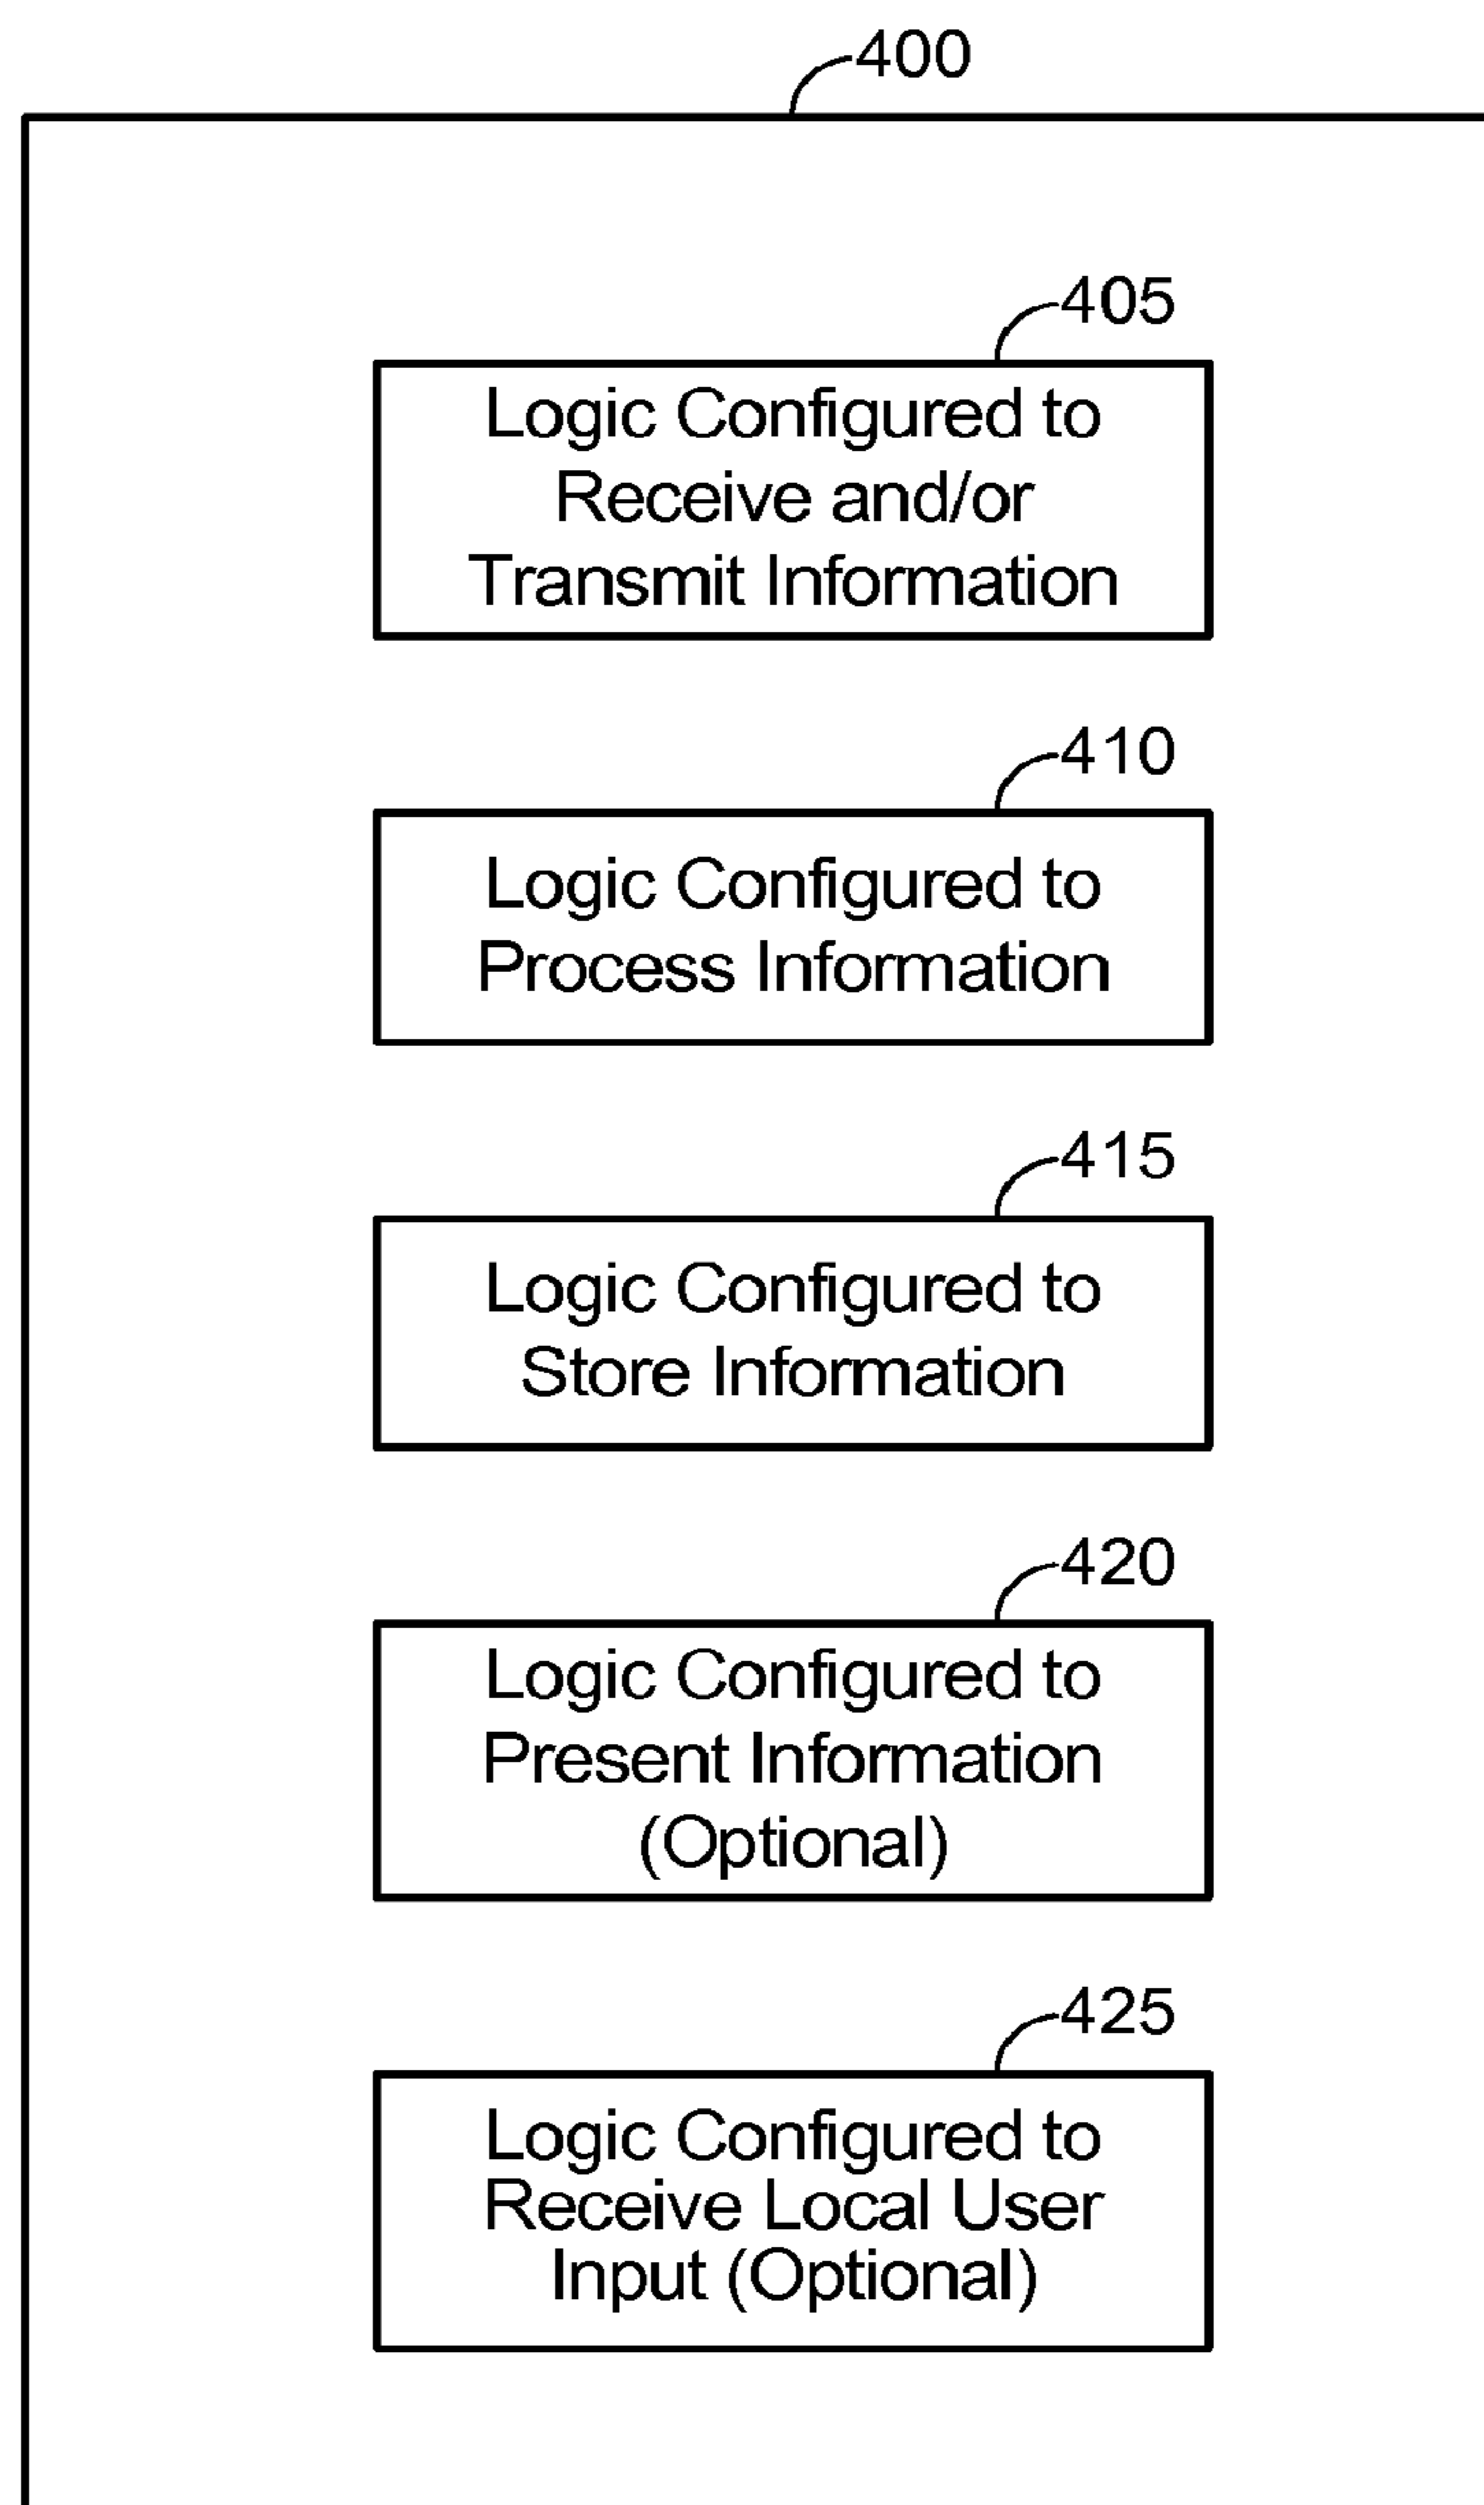 400
405
Logic Configured to
Receive and/or
Transmit Information
410
Logic Configured to
Process Information
415
Logic Configured to
Store Information
420
Logic Configured to
Present Information
(Optional)
425
Logic Configured to
Receive Local User
Input (Optional)